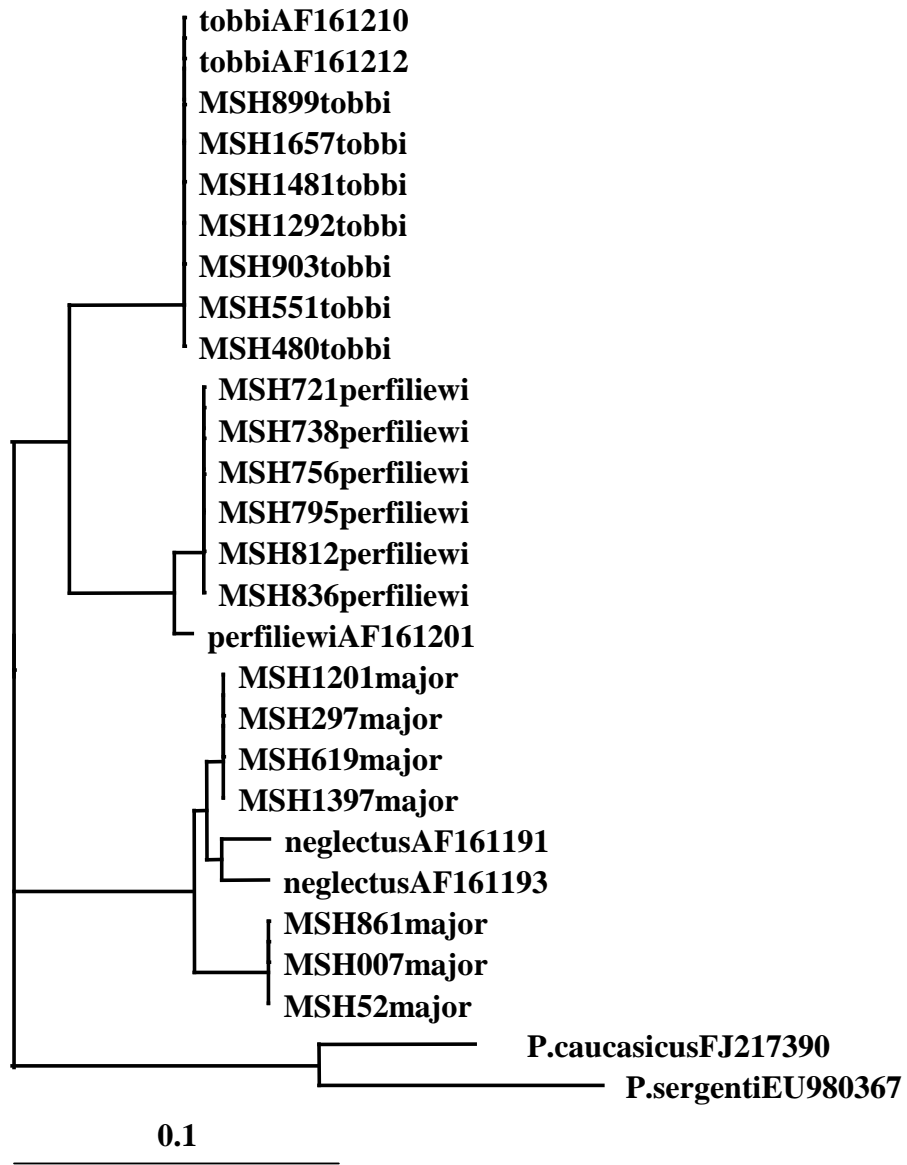 tobbiAF161210
tobbiAF161212
MSH899tobbi
MSH1657tobbi
MSH1481tobbi
MSH1292tobbi
MSH903tobbi
MSH551tobbi
MSH480tobbi
MSH721perfiliewi
MSH738perfiliewi
MSH756perfiliewi
MSH795perfiliewi
MSH812perfiliewi
MSH836perfiliewi
perfiliewiAF161201
MSH1201major
MSH297major
MSH619major
MSH1397major
neglectusAF161191
neglectusAF161193
MSH861major
MSH007major
MSH52major
P.caucasicusFJ217390
P.sergentiEU980367
0.1